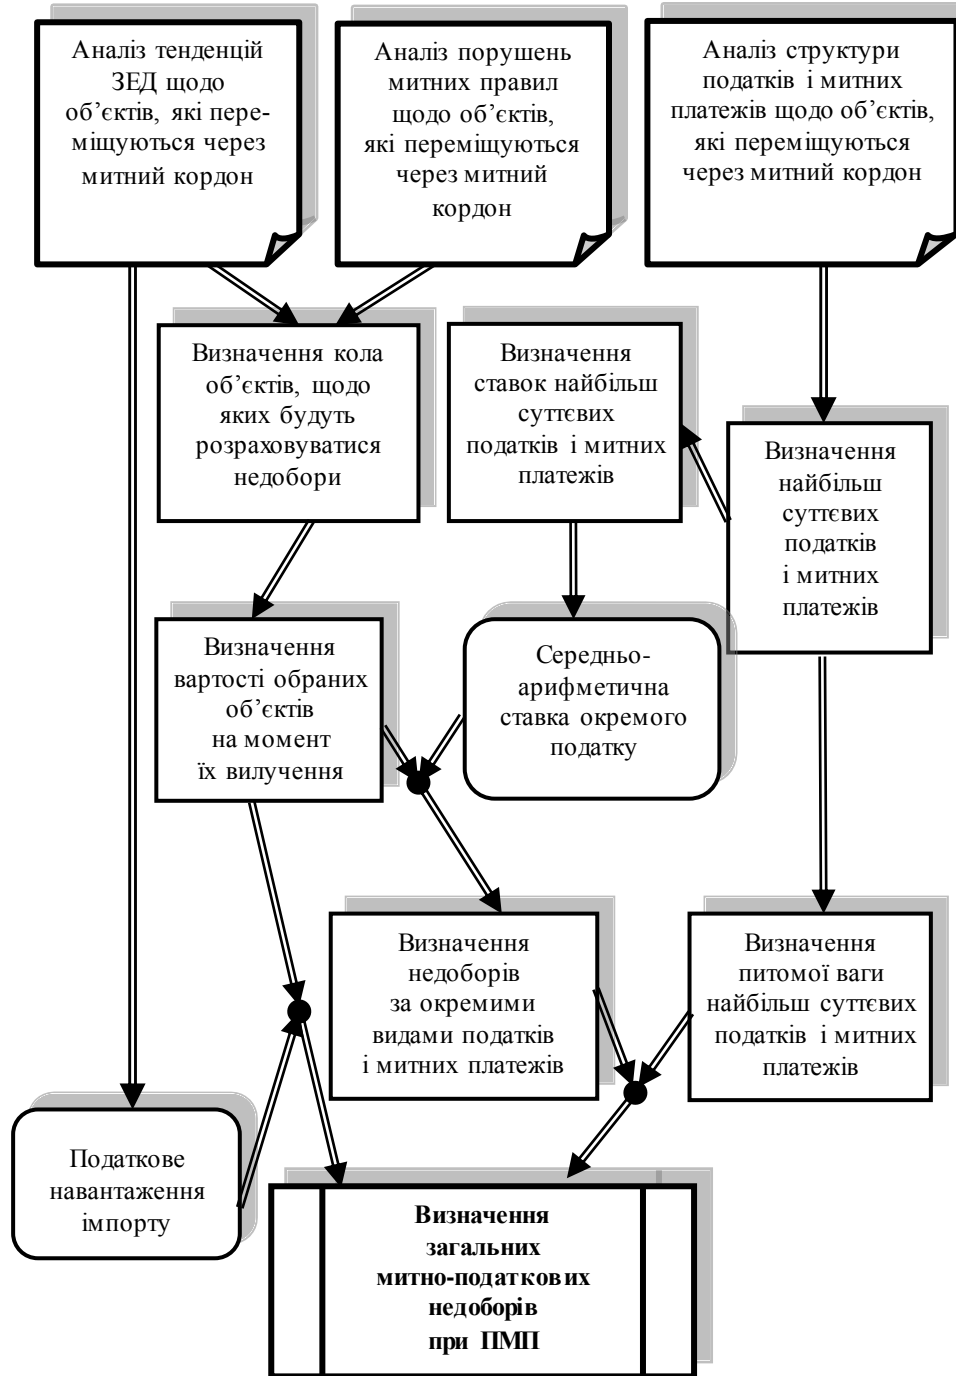 Аналіз тенденцій
ЗЕД щодо
об’єктів, які пере-
міщуються через
митний кордон
Аналіз порушень
митних правил
щодо об’єктів,
які переміщуються
через митний
кордон
Аналіз структури
податків і митних
платежів щодо об’єктів,
які переміщуються
через митний кордон
Визначення кола
об’єктів, щодо
яких будуть
розраховуватися
недобори
Визначення
ставок найбільш
суттєвих
податків і митних
платежів
Визначення
найбільш
суттєвих
податків
і митних
платежів
Визначення
вартості обраних
об’єктів
на момент
їх вилучення
Середньо-
арифметична
ставка окремого
податку
Визначення
недоборів
за окремими
видами податків
і митних платежів
Визначення
питомої ваги
найбільш суттєвих
податків і митних
платежів
Податкове
навантаження
імпорту
Визначення
загальних
митно-податкових
недоборів
при ПМП